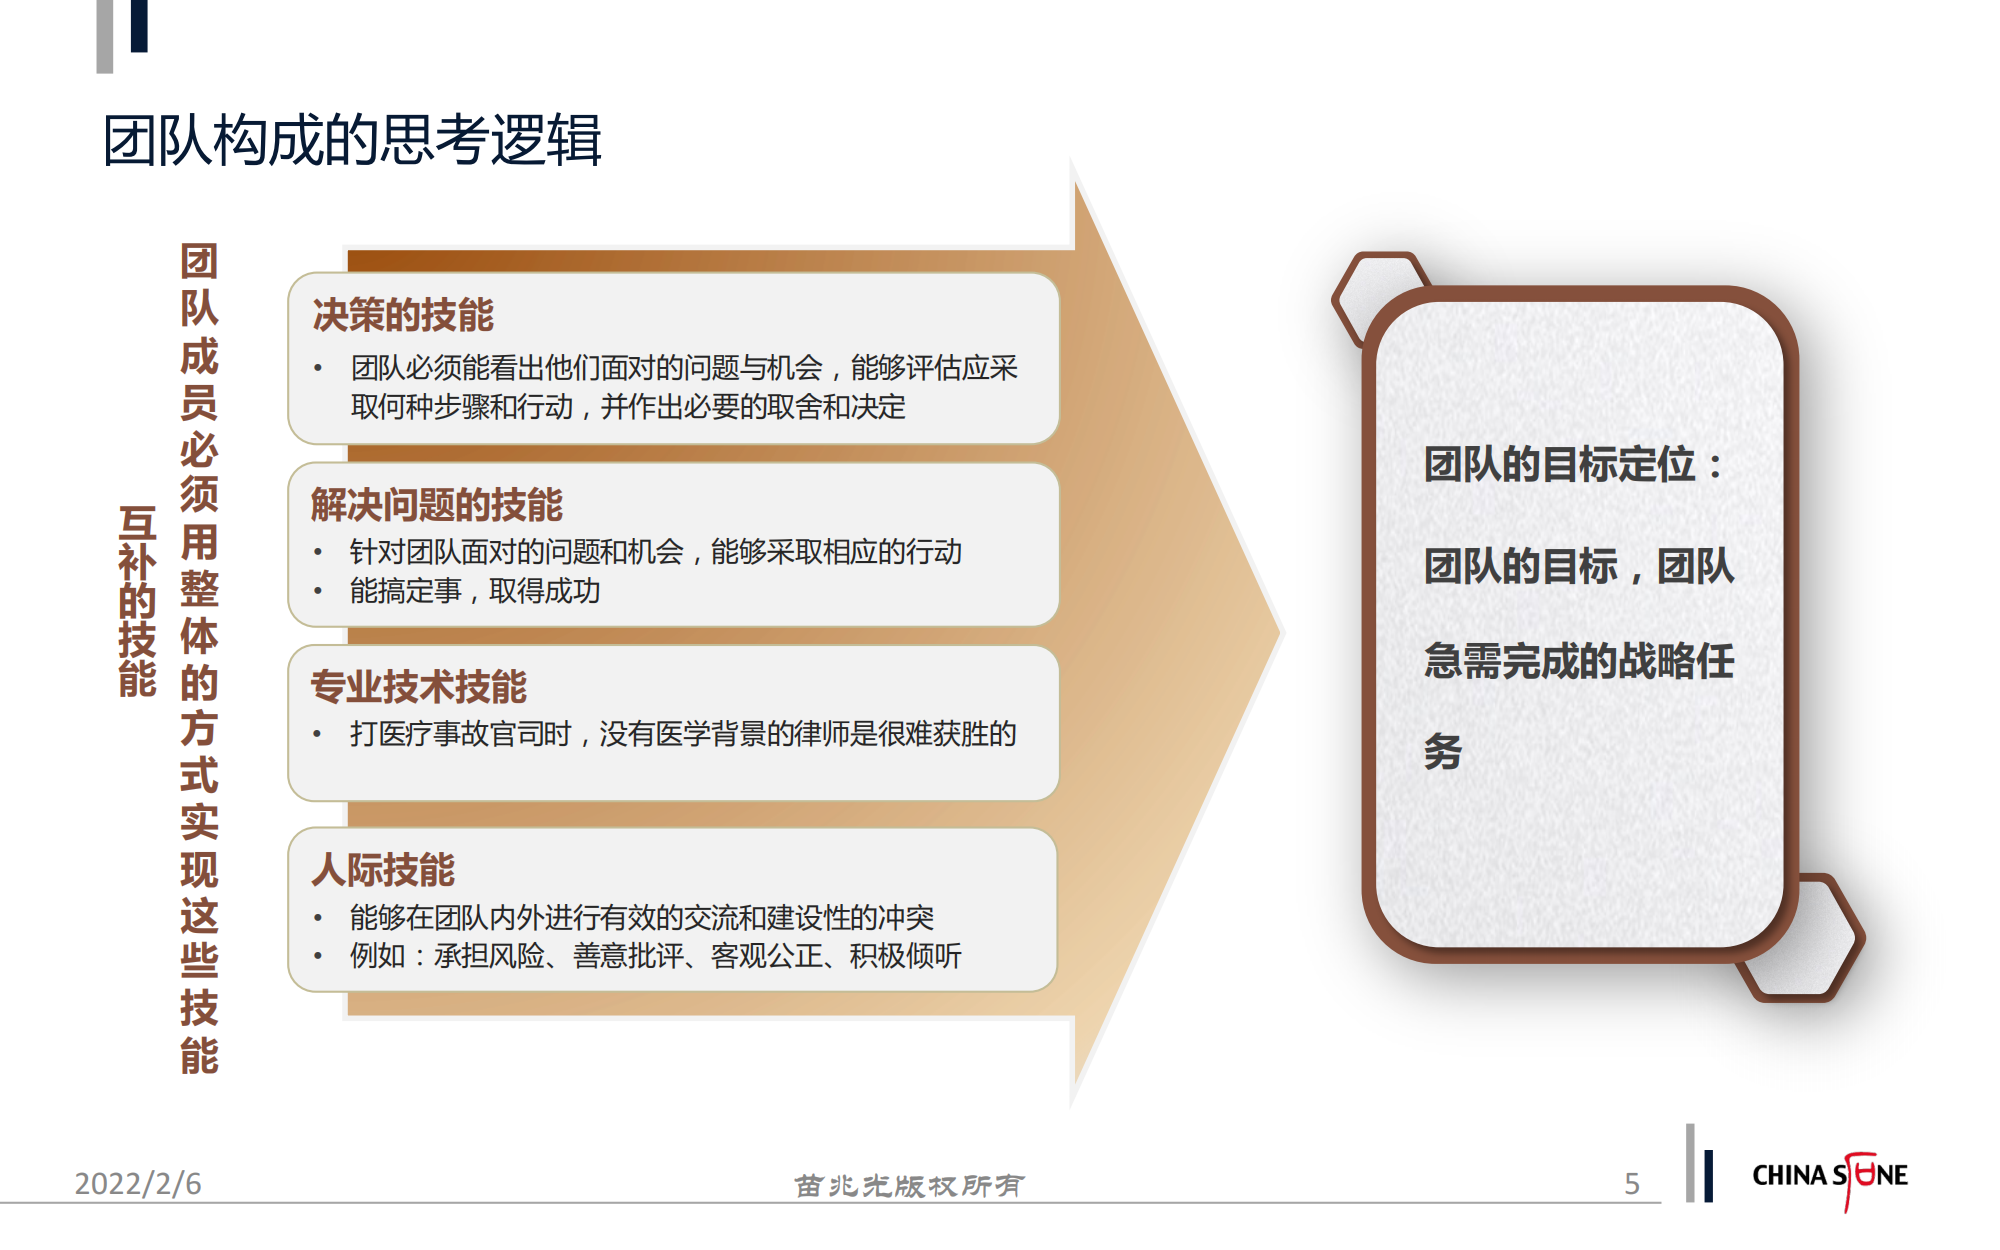 团队构成的思考逻辑
互补的技能
团队成员必须用整体的方式实现这些技能
决策的技能
• 团队必须能看出他们面对的问题与机会，能够评估应采
取何种步骤和行动，并作出必要的取舍和决定
解决问题的技能
• 针对团队面对的问题和机会，能够采取相应的行动
• 能搞定事，取得成功
专业技术技能
• 打医疗事故官司时，没有医学背景的律师是很难获胜的
人际技能
• 能够在团队内外进行有效的交流和建设性的冲突
• 例如：承担风险、善意批评、客观公正、积极倾听
团队的目标定位：
团队的目标，团队
急需完成的战略任
务
2022/2/6
苗兆光版权所有
5
CHINA STONE